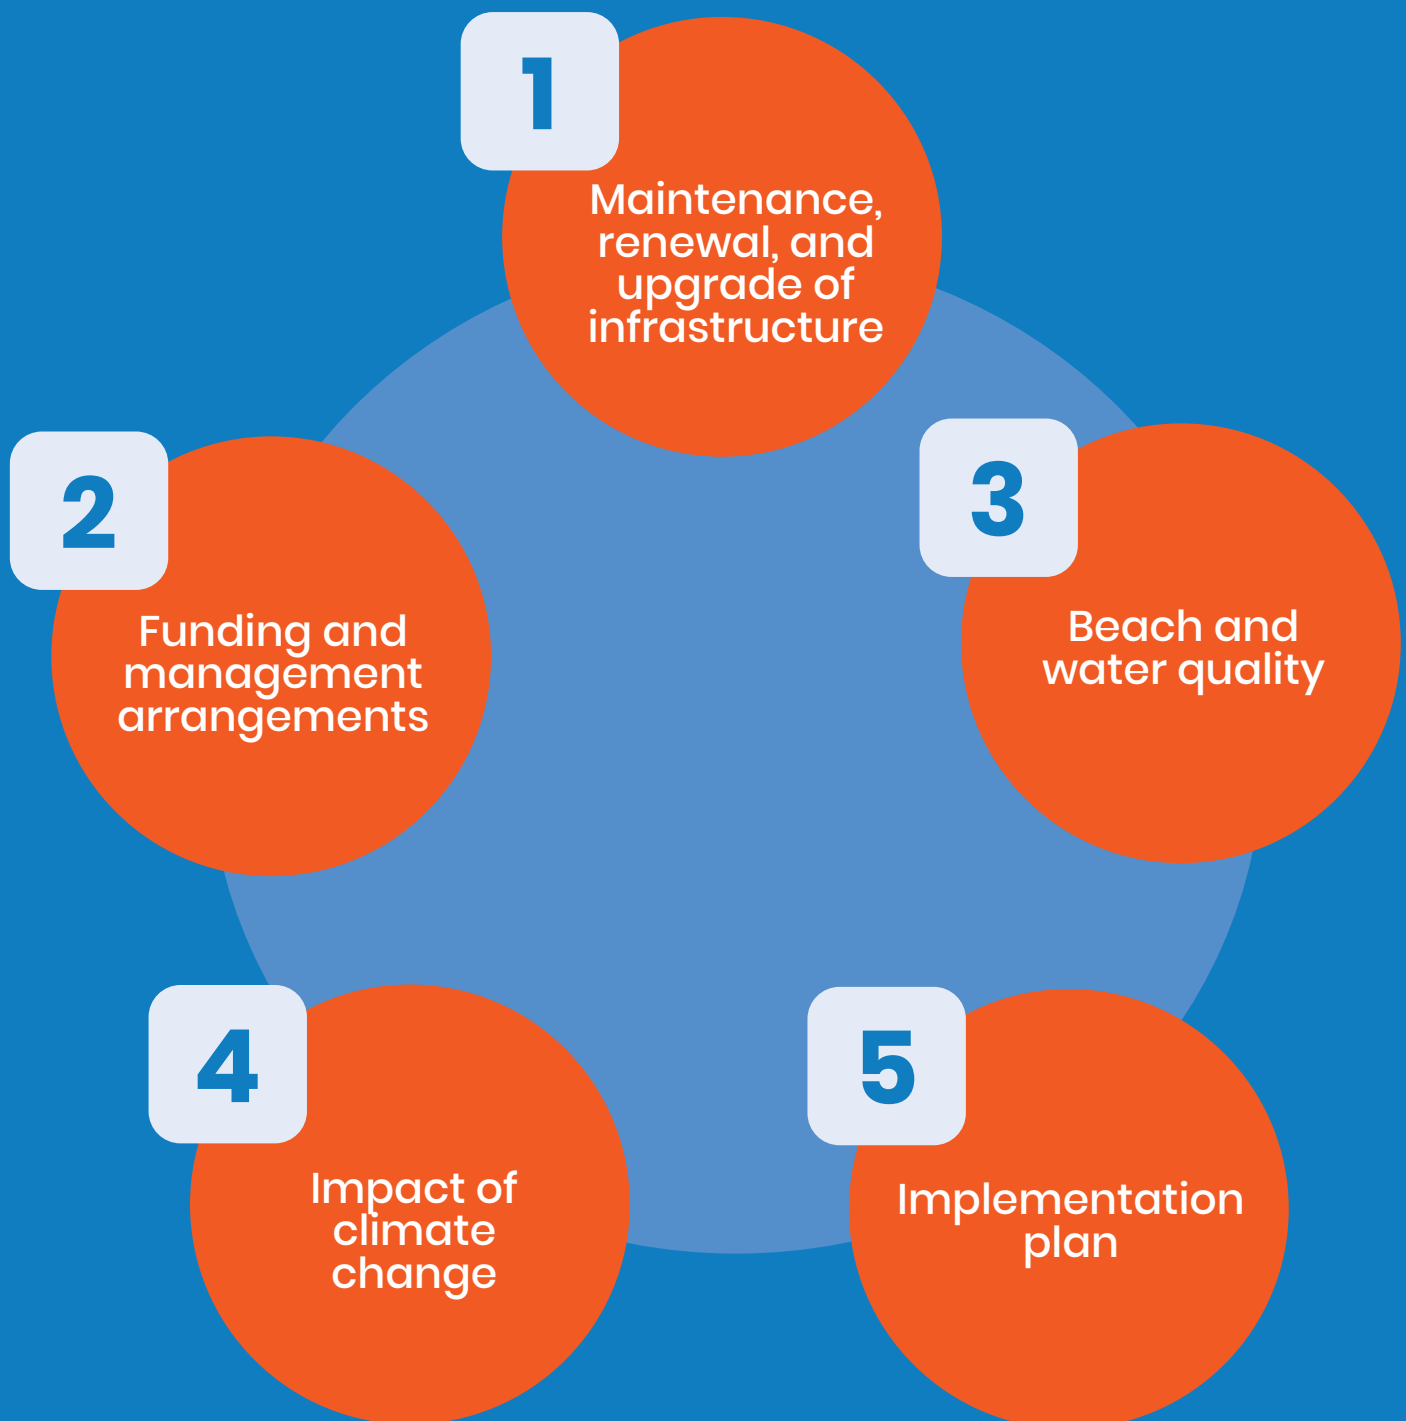 1
Maintenance,
renewal, and
upgrade of
infrastructure
2
Funding and
management
arrangements
3
Beach and
water quality
4
Impact of
climate
change
5
Implementation
plan